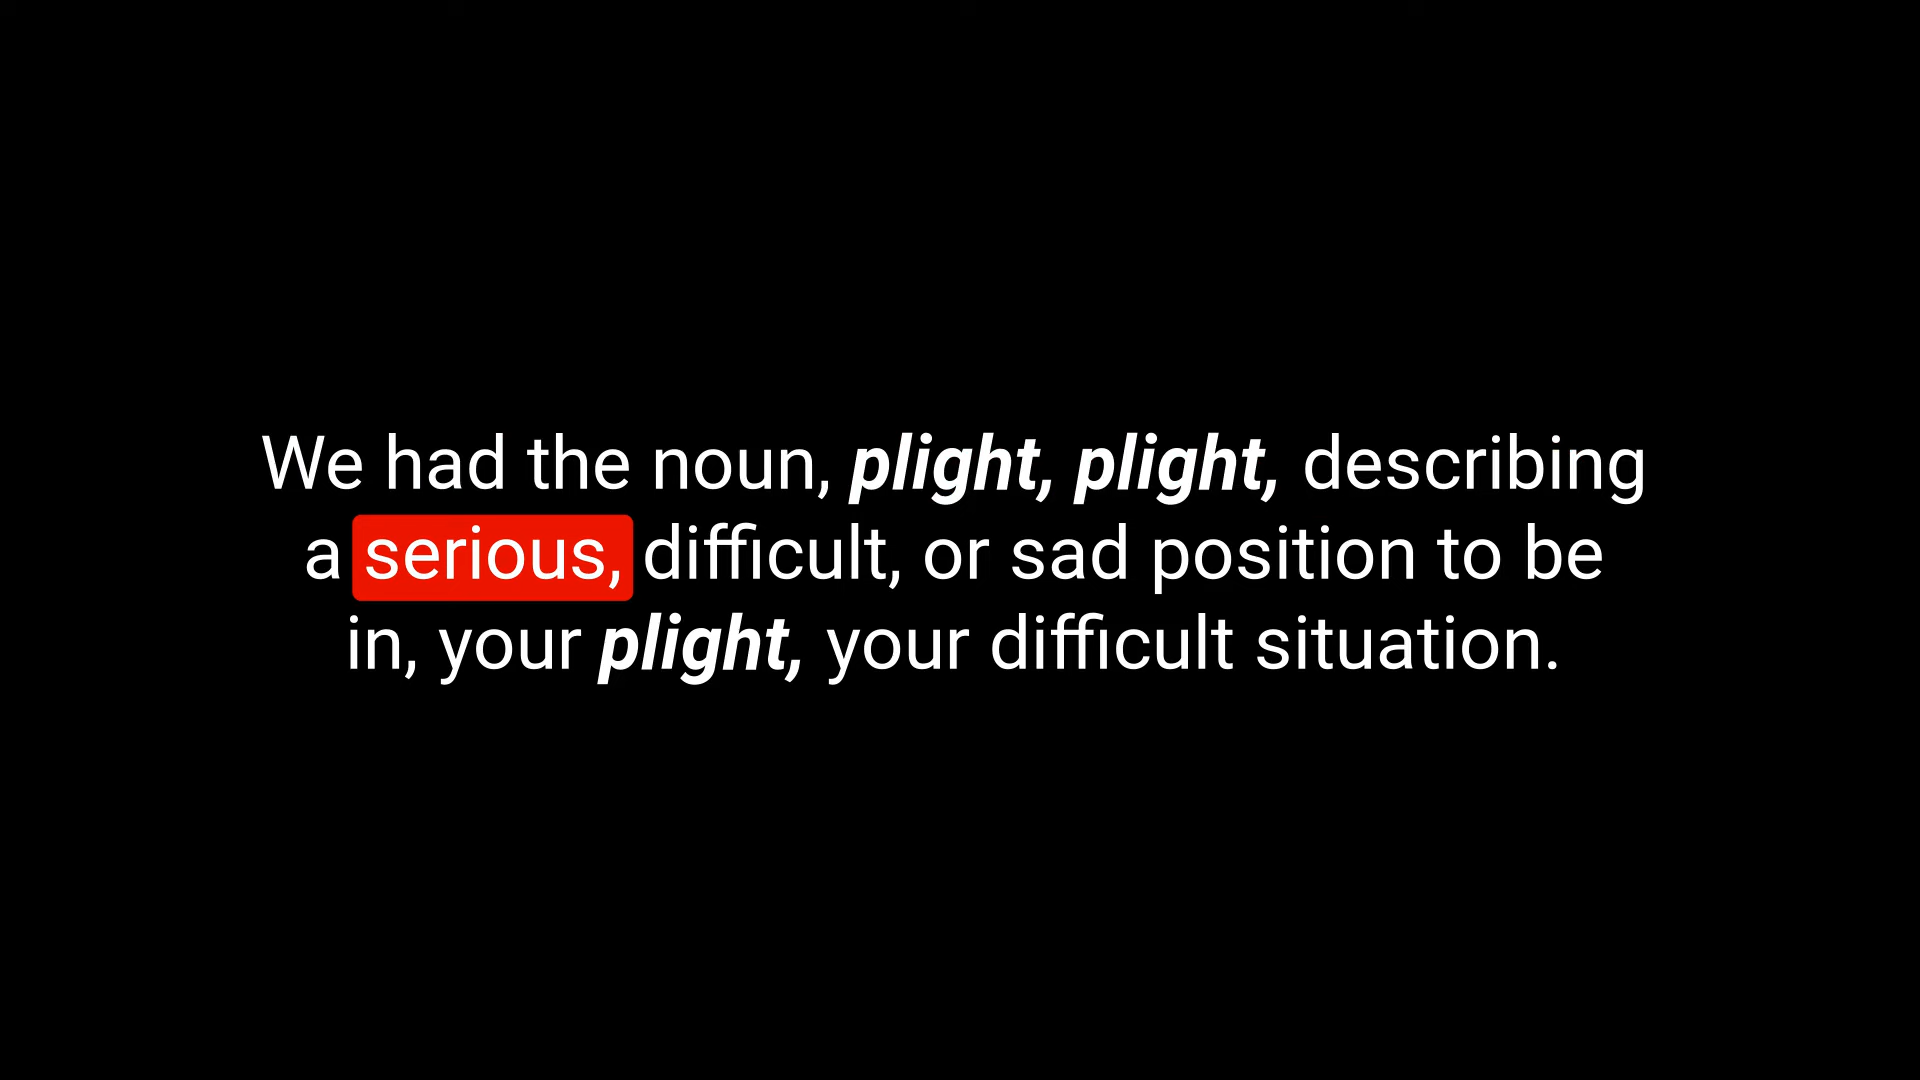 We had the noun, plight, plight, describing
a serious, difficult, or sad position to be
in, your plight, your difficult situation.